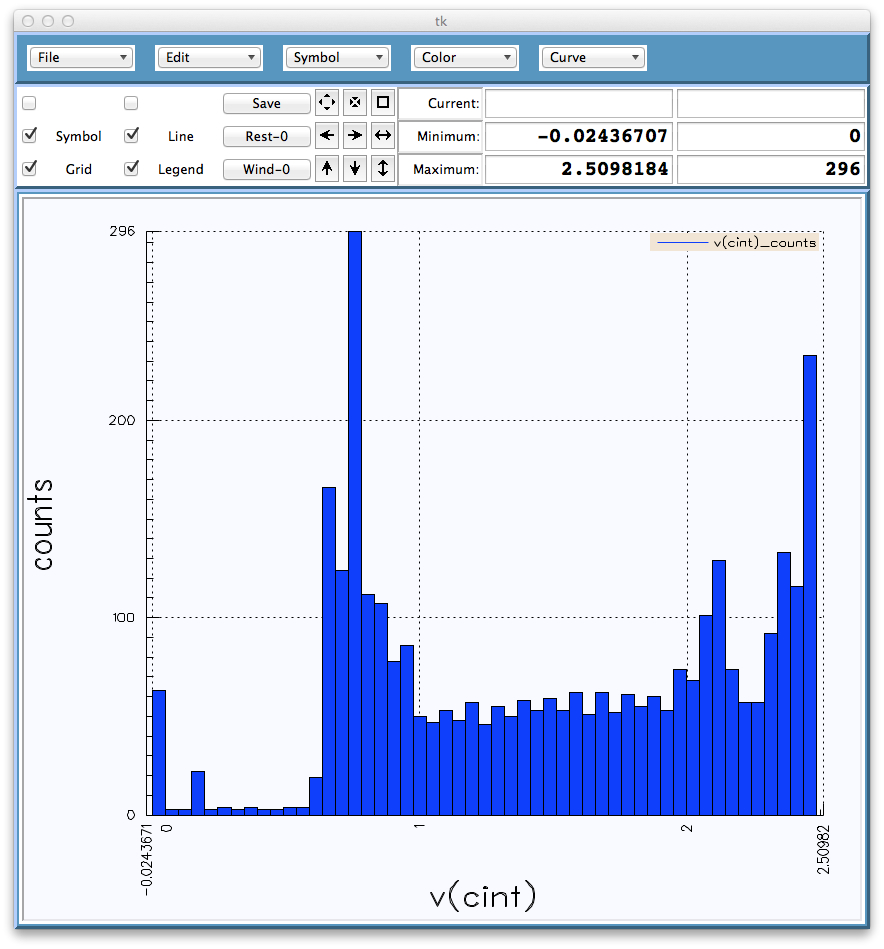 tk
File Edit Symbol Color Curve
Save Current:
Symbol Line Rest-0 Minimum: -0.02436707 0
Grid Legend Wind-0 Maximum: 2.5098184 296
296
v(cint)_counts
200
counts
100
0
-0.0243671 0 1 2 2.50982
v(cint)